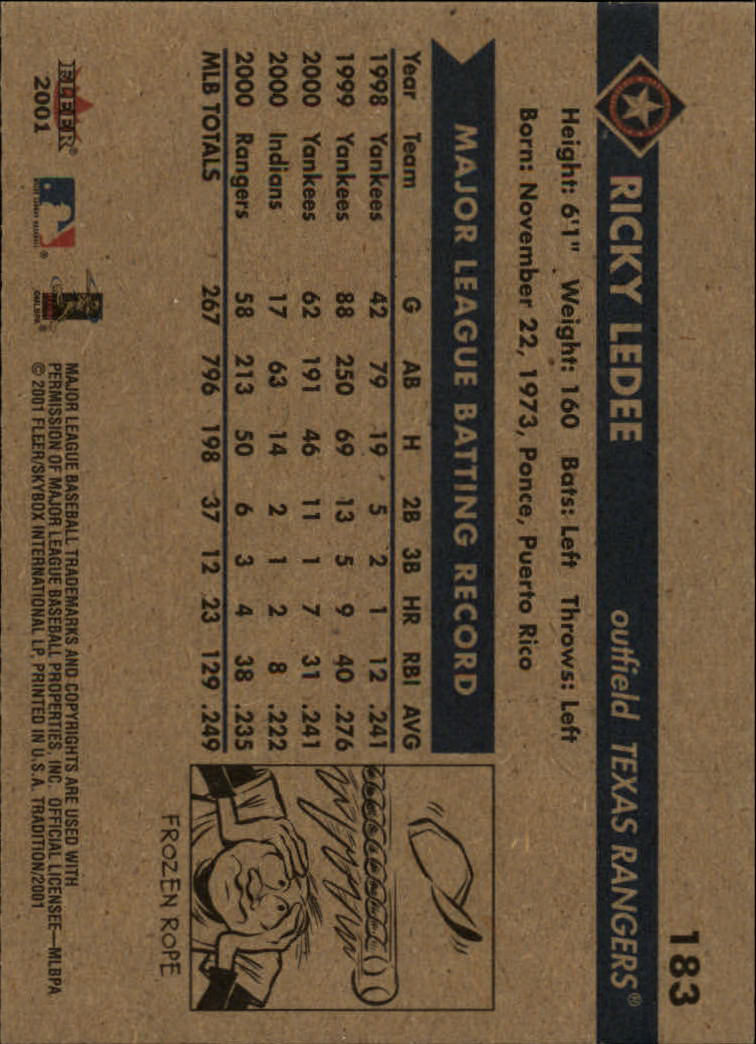 183
RICKY LEDEE outfield TEXAS RANGERS®
Height: 6'1" Weight: 160 Bats: Left Throws: Left
Born: November 22, 1973, Ponce, Puerto Rico
MAJOR LEAGUE BATTING RECORD
Year Team G AB H 2B 3B HR RBI AVG
1998 Yankees 42 79 19 5 2 1 12 .241
1999 Yankees 88 250 69 13 5 9 40 .276
2000 Yankees 62 191 46 11 1 7 31 .241
2000 Indians 17 63 14 2 1 2 8 .222
2000 Rangers 58 213 50 6 3 4 38 .235
MLB TOTALS 267 796 198 37 12 23 129 .249
FROZEN ROPE
FLEER®
2001
MAJOR LEAGUE BASEBALL TRADEMARKS AND COPYRIGHTS ARE USED WITH
PERMISSION OF MAJOR LEAGUE BASEBALL PROPERTIES, INC. OFFICIAL LICENSEE—MLBPA
© 2001 FLEER/SKYBOX INTERNATIONAL LP, PRINTED IN U.S.A. TRADITION/2001